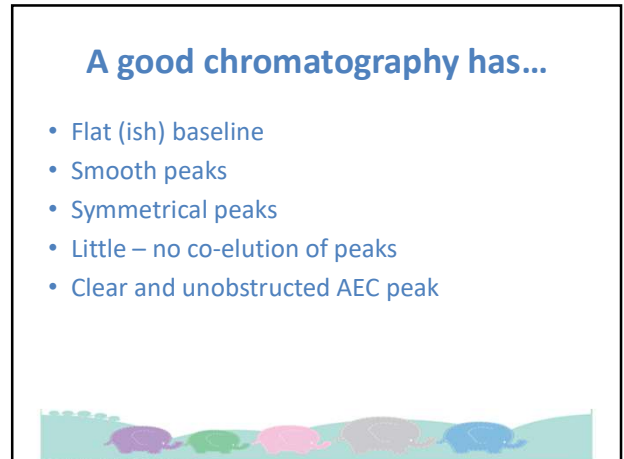 A good chromatography has…
• Flat (ish) baseline
• Smooth peaks
• Symmetrical peaks
• Little – no co-elution of peaks
• Clear and unobstructed AEC peak